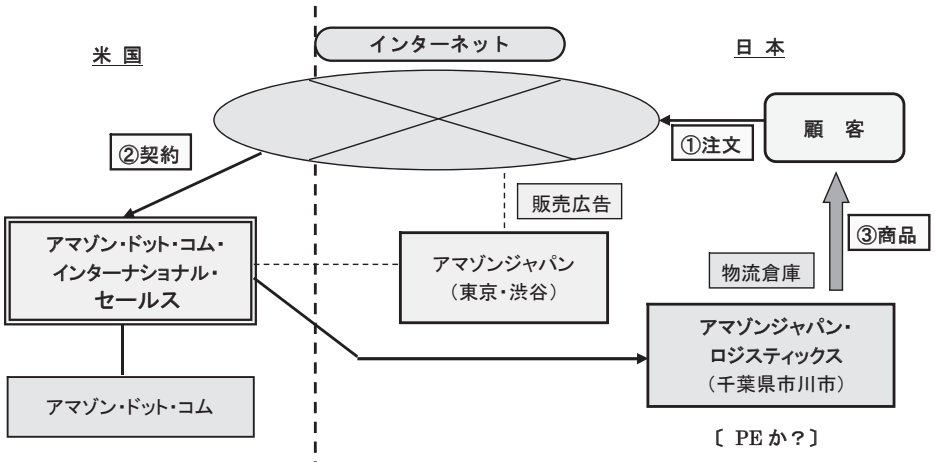 インターネット
米 国
日 本
顧 客
①注文
②契約
販売広告
③商品
アマゾン・ドット・コム・
インターナショナル・
セールス
アマゾンジャパン
（東京・渋谷）
物流倉庫
アマゾンジャパン・
ロジスティックス
（千葉県市川市）
アマゾン・ドット・コム
〔 PEか？〕